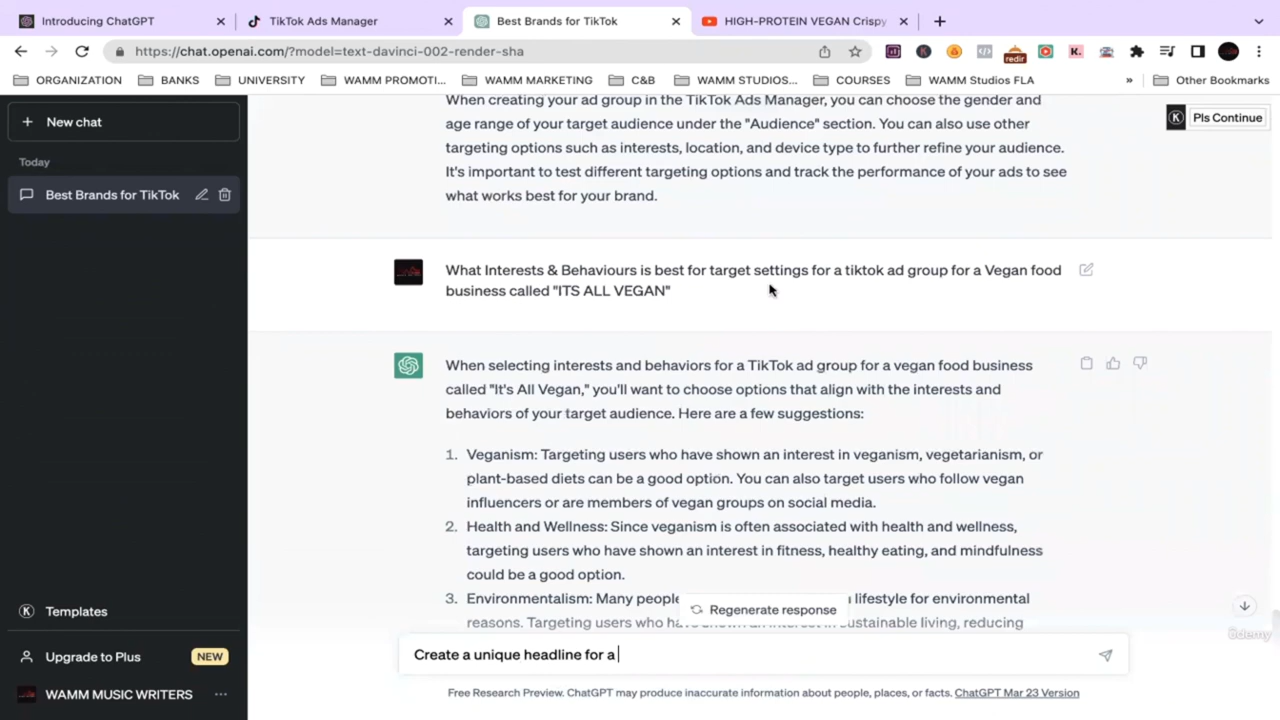 Introducing ChatGPT
TikTok Ads Manager
Best Brands for TikTok
HIGH-PROTEIN VEGAN Crispy
https://chat.openai.com/?model=text-davinci-002-render-sha
redir
ORGANIZATION
BANKS
UNIVERSITY
WAMM PROMOTI...
WAMM MARKETING
C&B
WAMM STUDIOS...
COURSES
WAMM Studios FLA
»
Other Bookmarks
New chat
Today
Best Brands for TikTok
Templates
Upgrade to Plus
NEW
WAMM MUSIC WRITERS
Pls Continue
When creating your ad group in the TikTok Ads Manager, you can choose the gender and
age range of your target audience under the "Audience" section. You can also use other
targeting options such as interests, location, and device type to further refine your audience.
It's important to test different targeting options and track the performance of your ads to see
what works best for your brand.
What Interests & Behaviours is best for target settings for a tiktok ad group for a Vegan food
business called "ITS ALL VEGAN"
When selecting interests and behaviors for a TikTok ad group for a vegan food business
called "It's All Vegan," you'll want to choose options that align with the interests and
behaviors of your target audience. Here are a few suggestions:
1. Veganism: Targeting users who have shown an interest in veganism, vegetarianism, or
plant-based diets can be a good option. You can also target users who follow vegan
influencers or are members of vegan groups on social media.
2. Health and Wellness: Since veganism is often associated with health and wellness,
targeting users who have shown an interest in fitness, healthy eating, and mindfulness
could be a good option.
3. Environmentalism: Many people lifestyle for environmental
reasons. Targeting users who have shown an interest in sustainable living, reducing
Regenerate response
Create a unique headline for a
Free Research Preview. ChatGPT may produce inaccurate information about people, places, or facts. ChatGPT Mar 23 Version
ûdemy